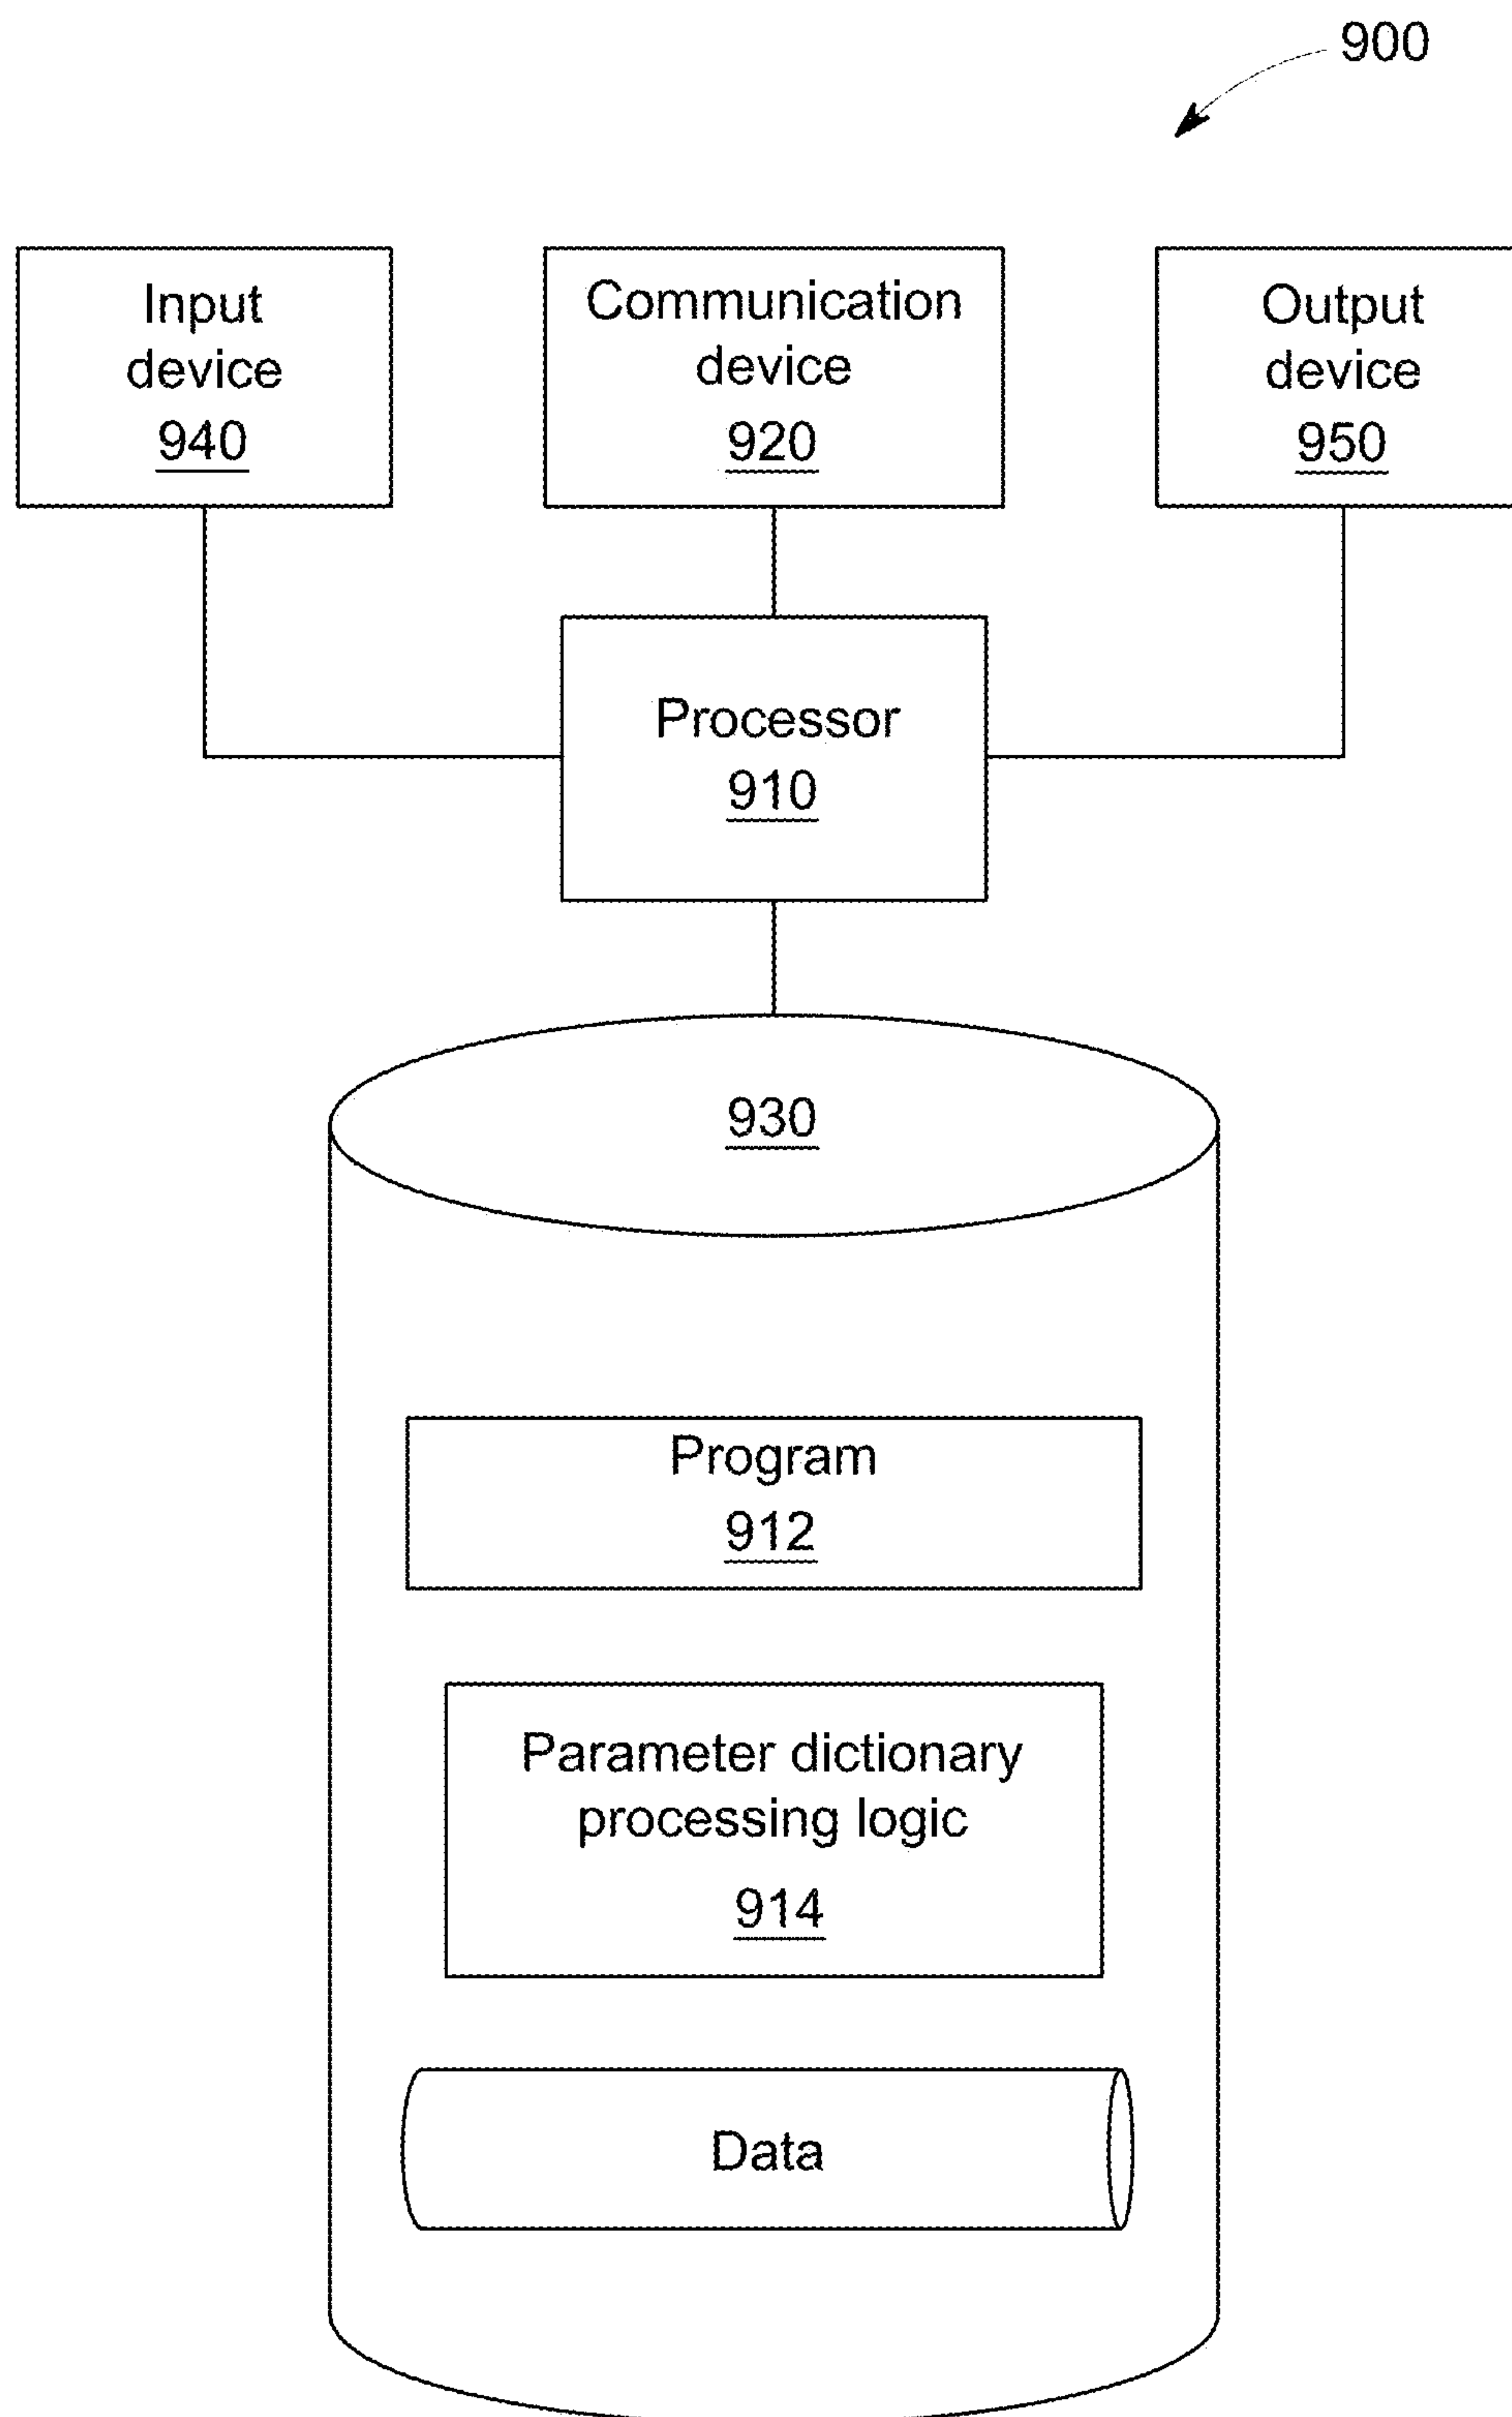 900
Input
device
940
Communication
device
920
Output
device
950
Processor
910
930
Program
912
Parameter dictionary
processing logic
914
Data